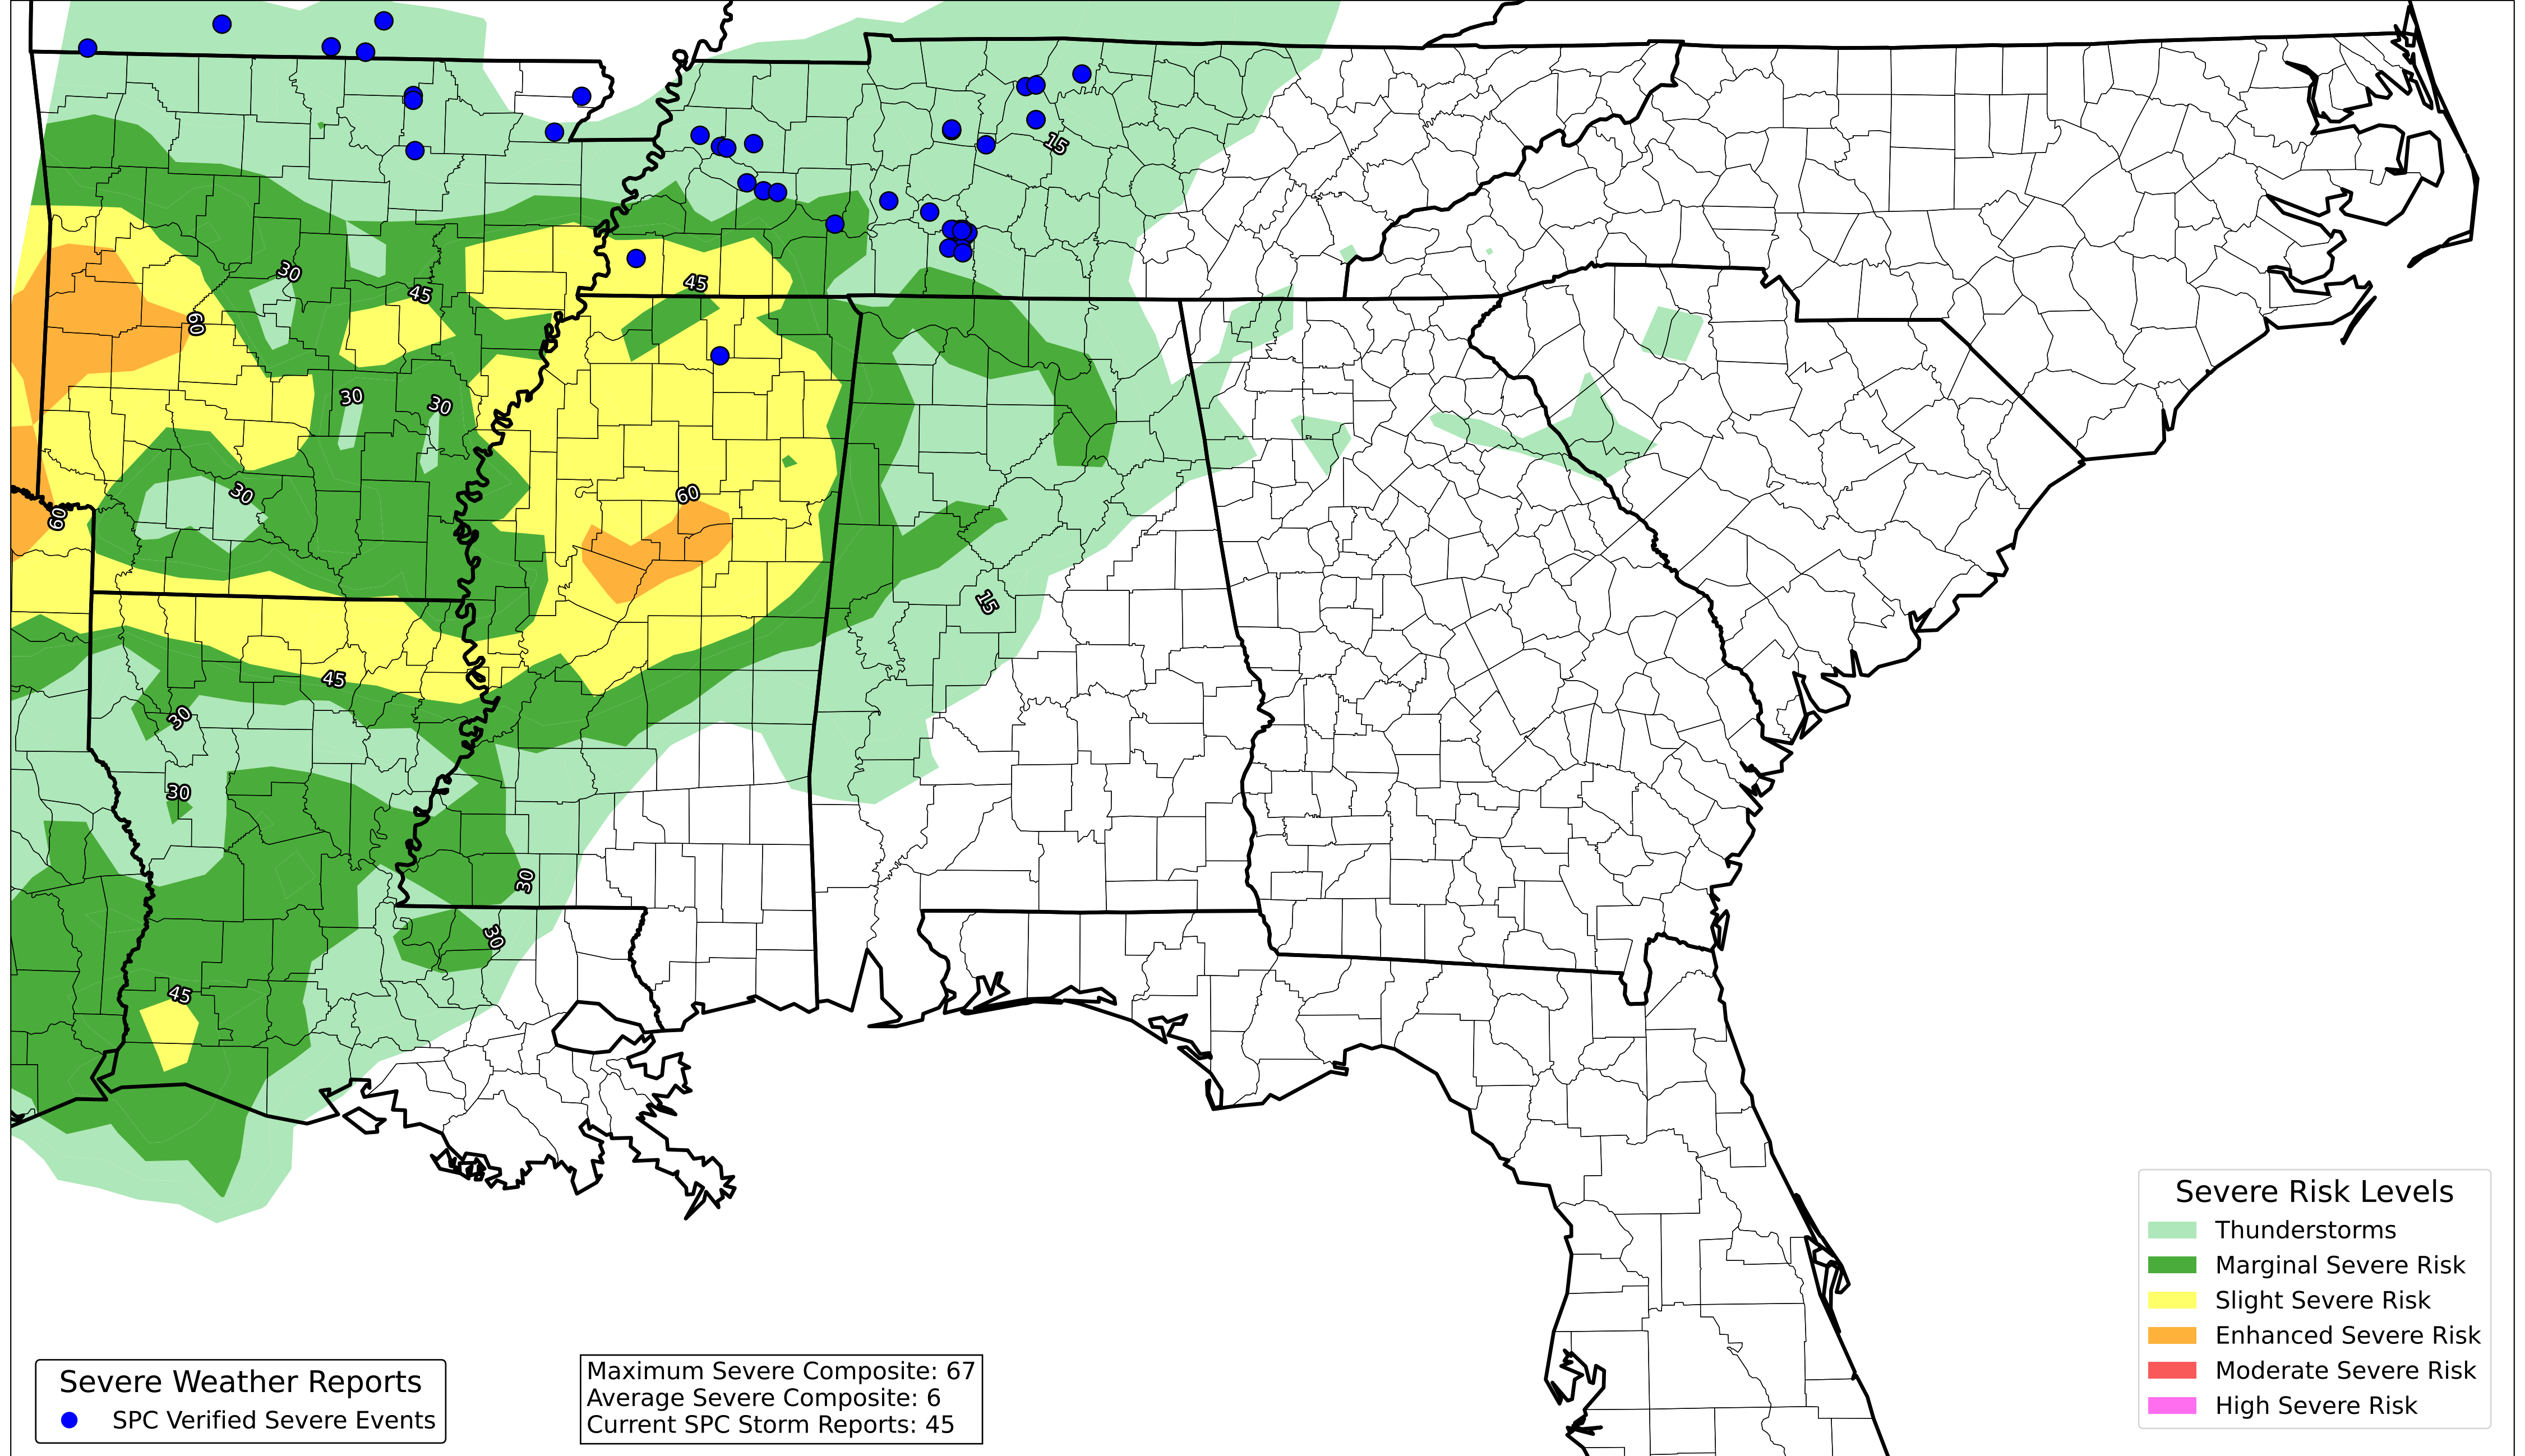 15
30
45
45
60
30
30
30
60
60
15
45
30
30
30
30
45
Severe Risk Levels
Thunderstorms
Marginal Severe Risk
Slight Severe Risk
Enhanced Severe Risk
Moderate Severe Risk
High Severe Risk
Severe Weather Reports
SPC Verified Severe Events
Maximum Severe Composite: 67
Average Severe Composite: 6
Current SPC Storm Reports: 45